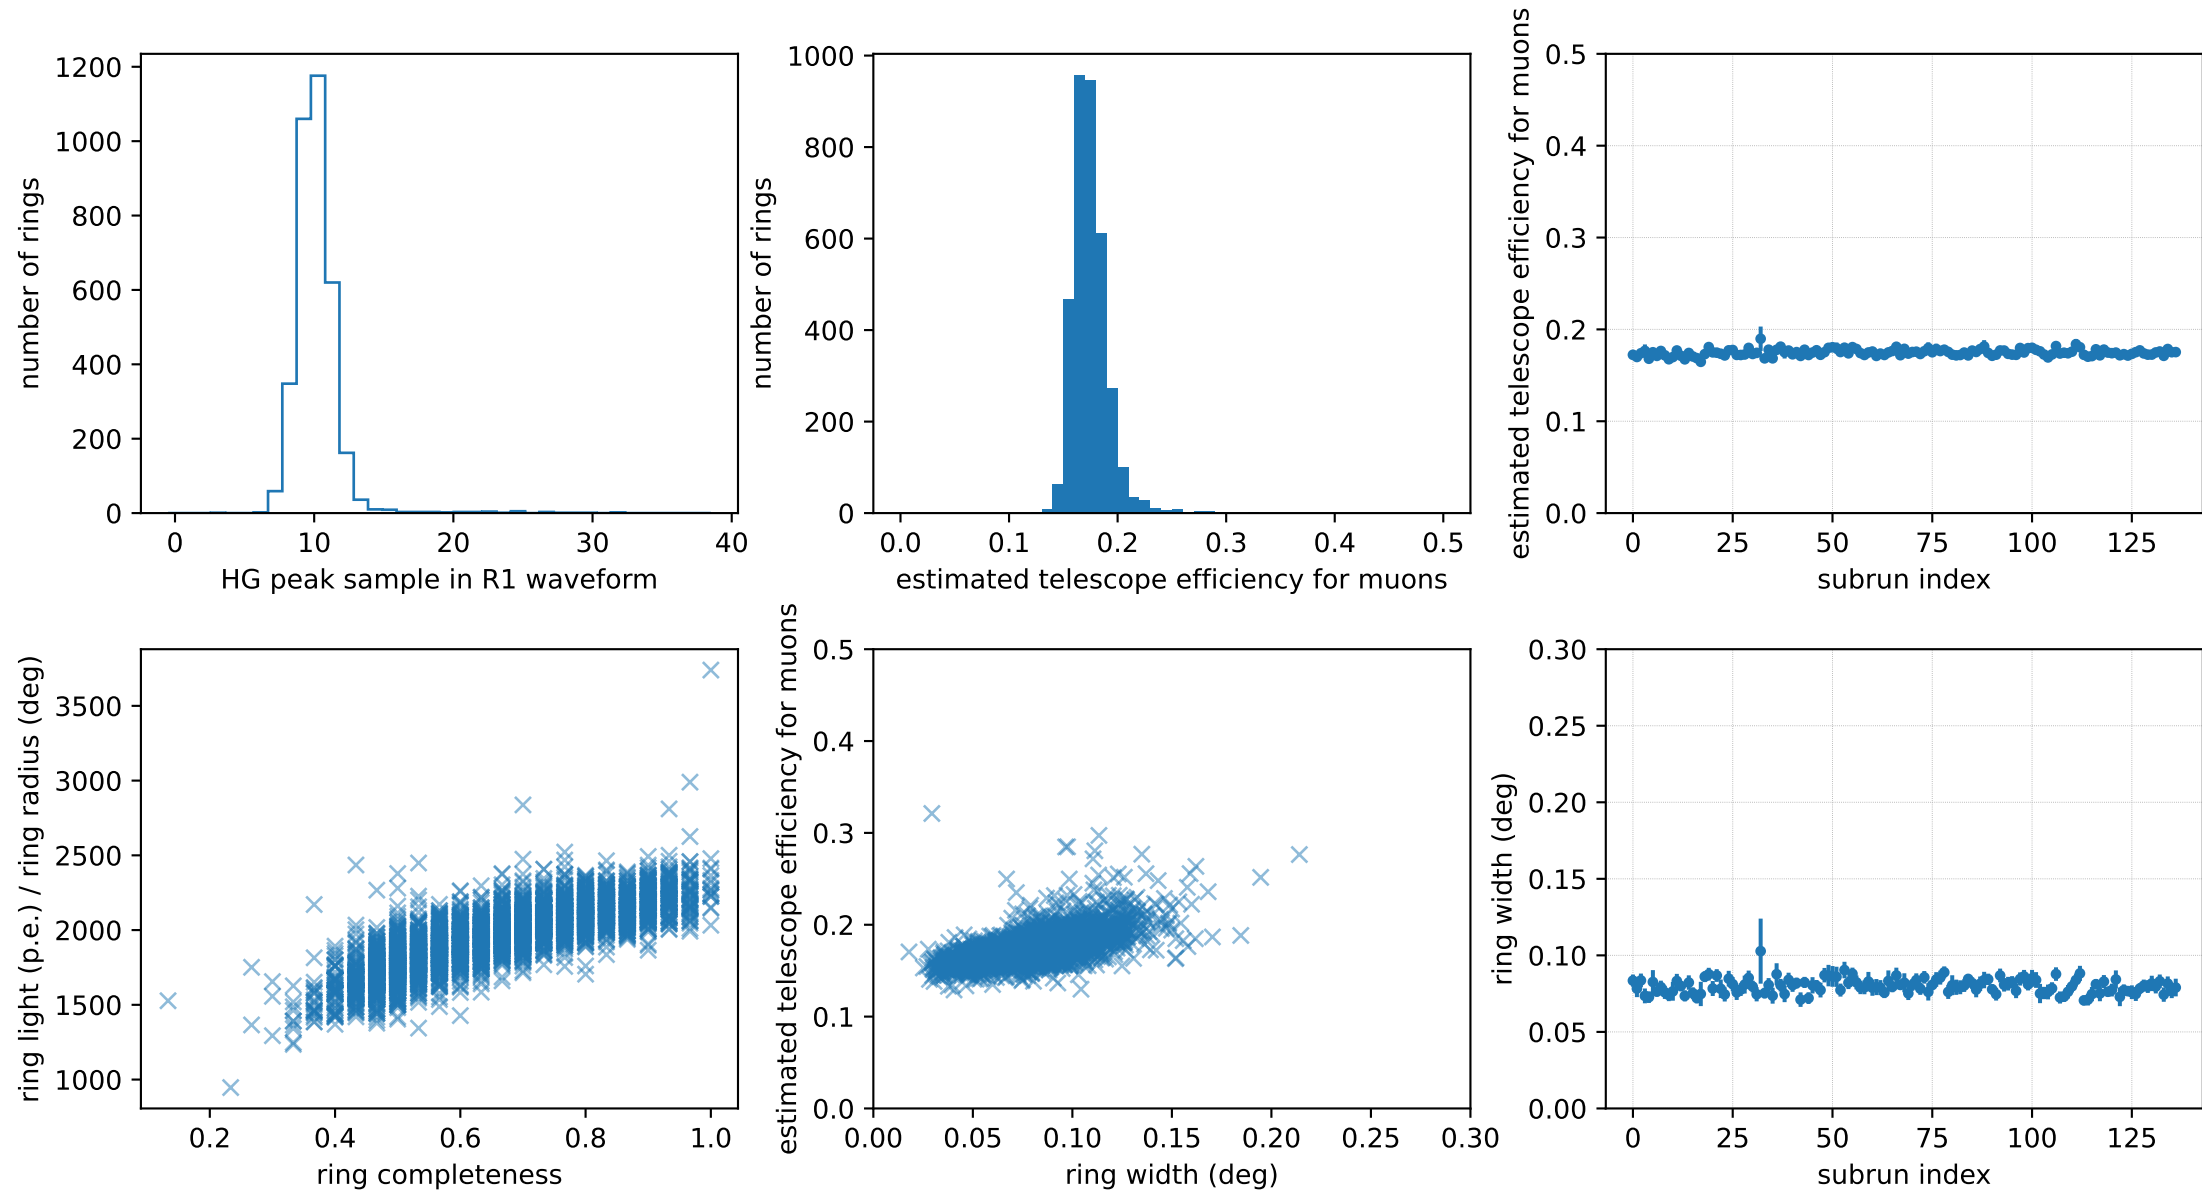 number of rings
1200
1000
800
600
400
200
0
0 10 20 30 40
HG peak sample in R1 waveform
number of rings
1000
800
600
400
200
0
0.0 0.1 0.2 0.3 0.4 0.5
estimated telescope efficiency for muons
estimated telescope efficiency for muons
0.5
0.4
0.3
0.2
0.1
0.0
0 25 50 75 100 125
subrun index
ring light (p.e.) / ring radius (deg)
3500
3000
2500
2000
1500
1000
0.2 0.4 0.6 0.8 1.0
ring completeness
estimated telescope efficiency for muons
0.5
0.4
0.3
0.2
0.1
0.0
0.00 0.05 0.10 0.15 0.20 0.25 0.30
ring width (deg)
ring width (deg)
0.30
0.25
0.20
0.15
0.10
0.05
0.00
0 25 50 75 100 125
subrun index